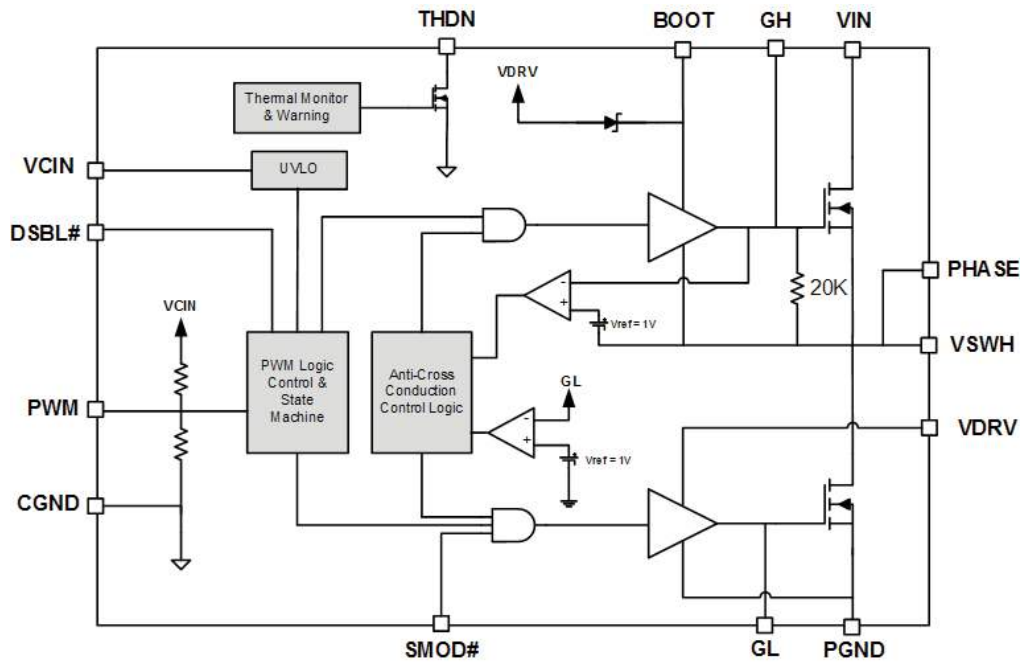 THDN
BOOT
GH
VIN
VDRV
Thermal Monitor
& Warning
VCIN
UVLO
DSBL#
PHASE
20K
VCIN
-
+
Vref = 1V
VSWH
PWM Logic
Control &
State
Machine
Anti-Cross
Conduction
Control Logic
GL
PWM
-
+
VDRV
Vref = 1V
CGND
SMOD#
GL
PGND